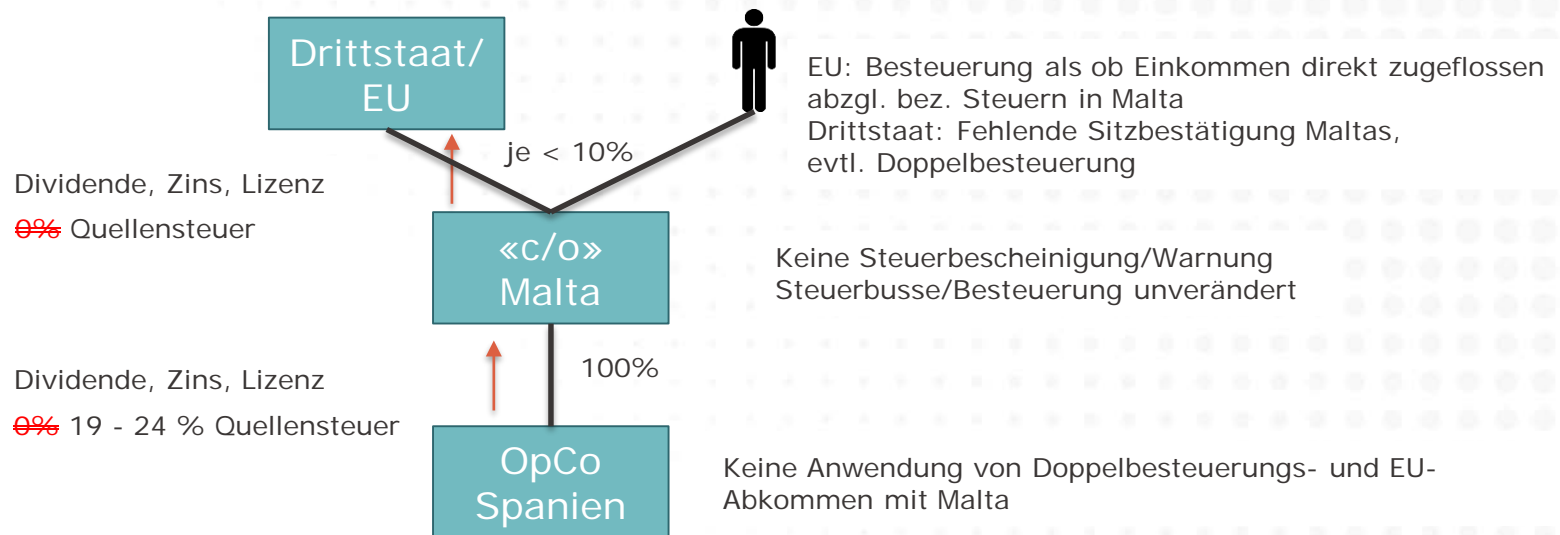 Drittstaat/
EU
EU: Besteuerung als ob Einkommen direkt zugeflossen
abzgl. bez. Steuern in Malta
Drittstaat: Fehlende Sitzbestätigung Maltas,
evtl. Doppelbesteuerung
je < 10%
Dividende, Zins, Lizenz
0% Quellensteuer
«c/o»
Malta
Keine Steuerbescheinigung/Warnung
Steuerbusse/Besteuerung unverändert
100%
Dividende, Zins, Lizenz
0% 19 - 24 % Quellensteuer
OpCo
Spanien
Keine Anwendung von Doppelbesteuerungs- und EU-
Abkommen mit Malta